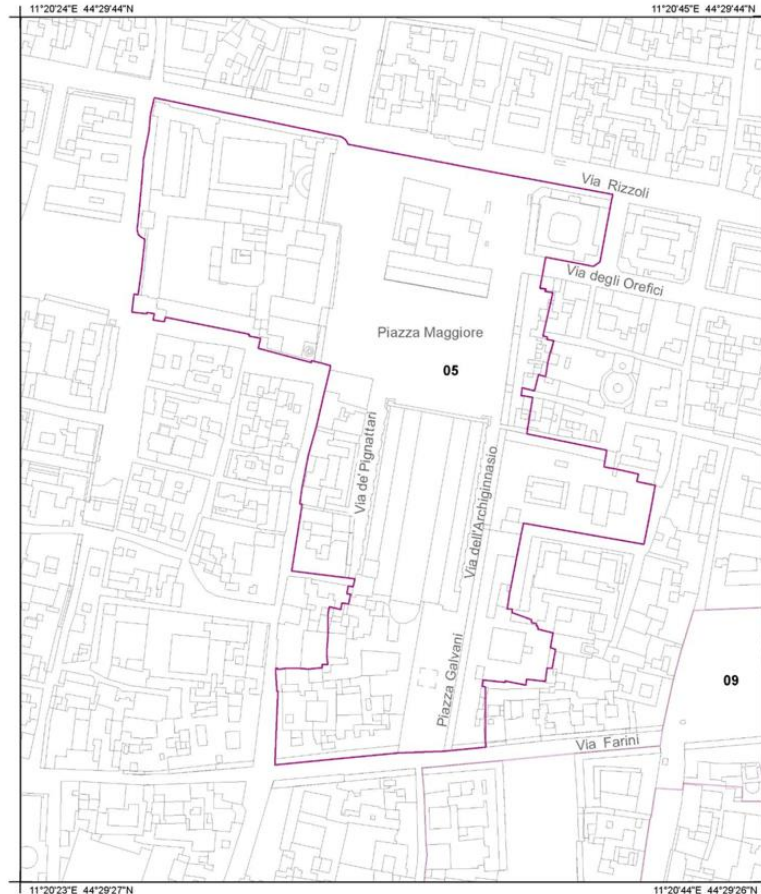 11°20'24"E 44°29'44"N
11°20'45"E 44°29'44"N
Via Rizzoli
Via degli Orefici
Piazza Maggiore
05
Via de' Pignattari
Via dell'Archiginnasio
Piazza Galvani
09
Via Farini
11°20'23"E 44°29'27"N
11°20'44"E 44°29'26"N